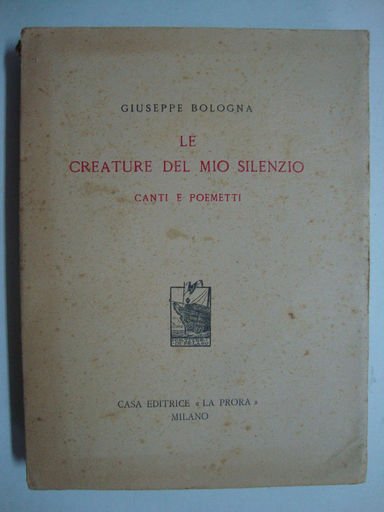 GIUSEPPE BOLOGNA
LE
CREATURE DEL MIO SILENZIO
CANTI E POEMETTI
CASA EDITRICE « LA PRORA »
MILANO